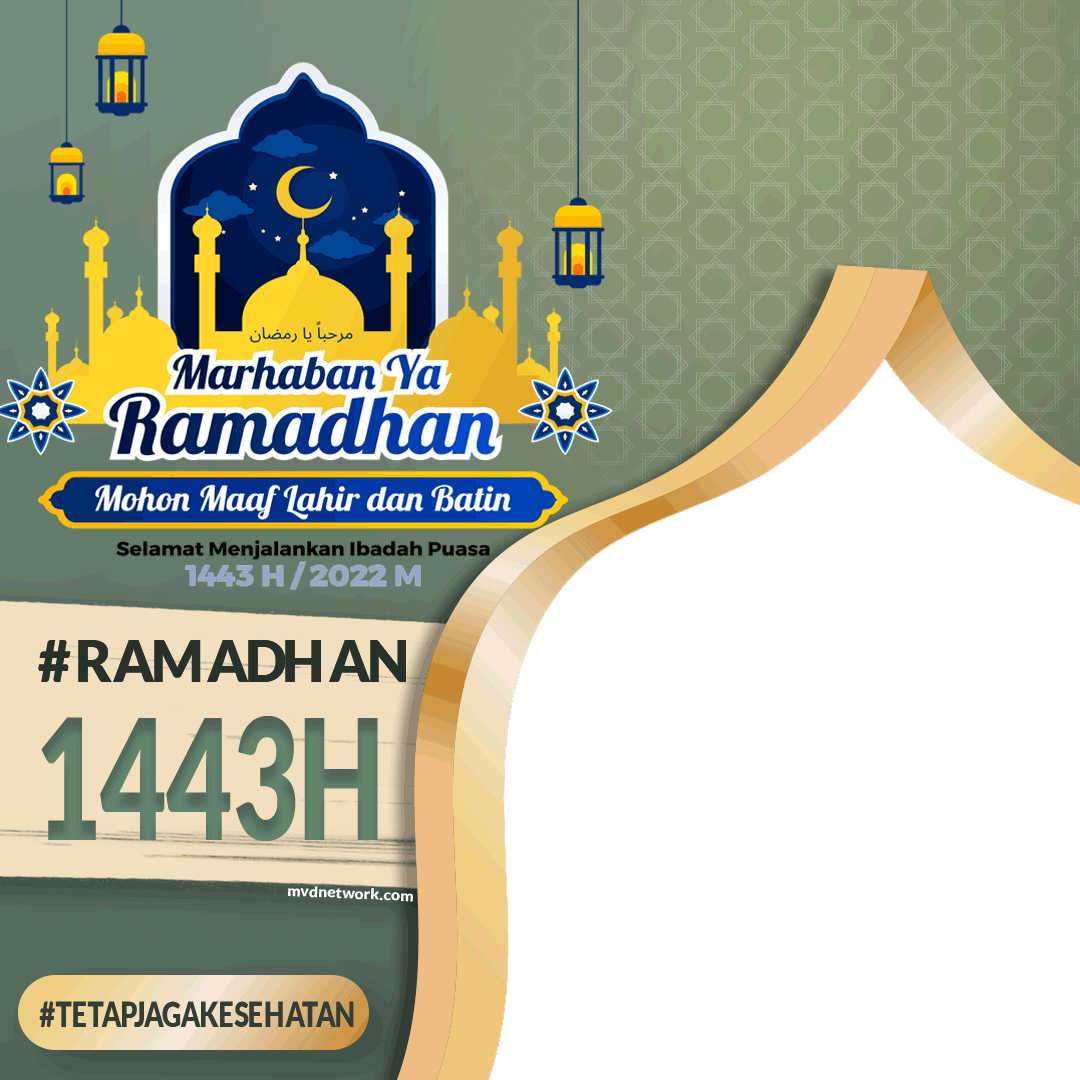 مرحباً يا رمضان
Marhaban Ya
Ramadhan
Mohon Maaf Lahir dan Batin
Selamat Menjalankan Ibadah Puasa
1443 H / 2022 M
#RAMADHAN
1443H
mvdnetwork.com
#TETAPJAGAKESEHATAN